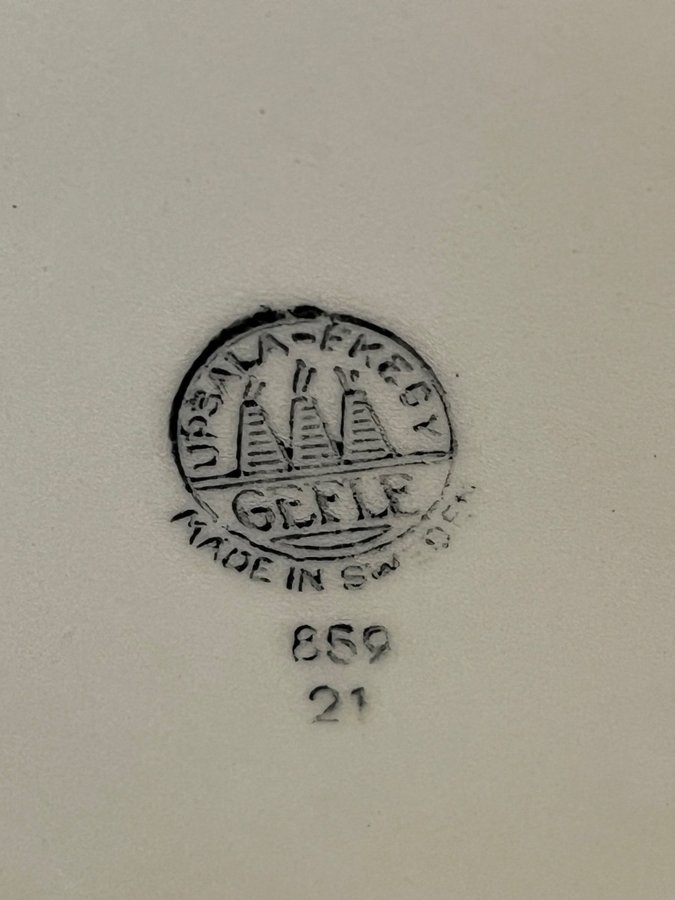 UPSALA-EKEBY
GEFLE
MADE IN SWEDEN
859
21